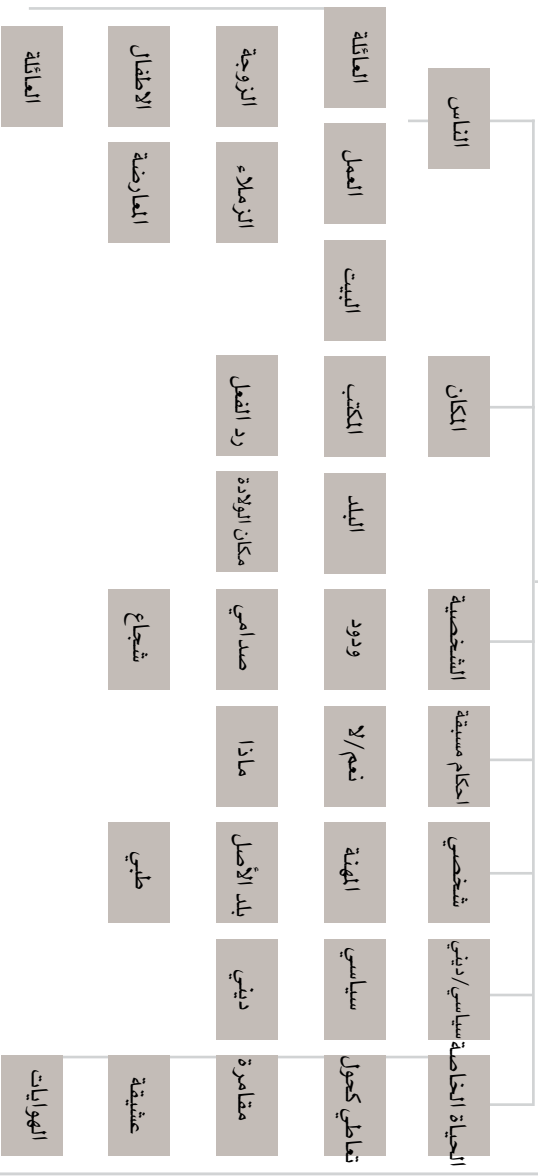 الحياة الخاصة
سياسي/ديني
شخصي
احكام مسبقة
الشخصية
المكان
الناس
تعاطي كحول
سياسي
المهنة
نعم/لا
ودود
البلد
المكتب
البيت
العمل
العائلة
مقامرة
ديني
بلد الأصل
ماذا
صدامي
مكان الولادة
رد الفعل
الزملاء
الزوجة
عشيقة
طبي
شجاع
المعارضة
الاطفال
الهوايات
العائلة